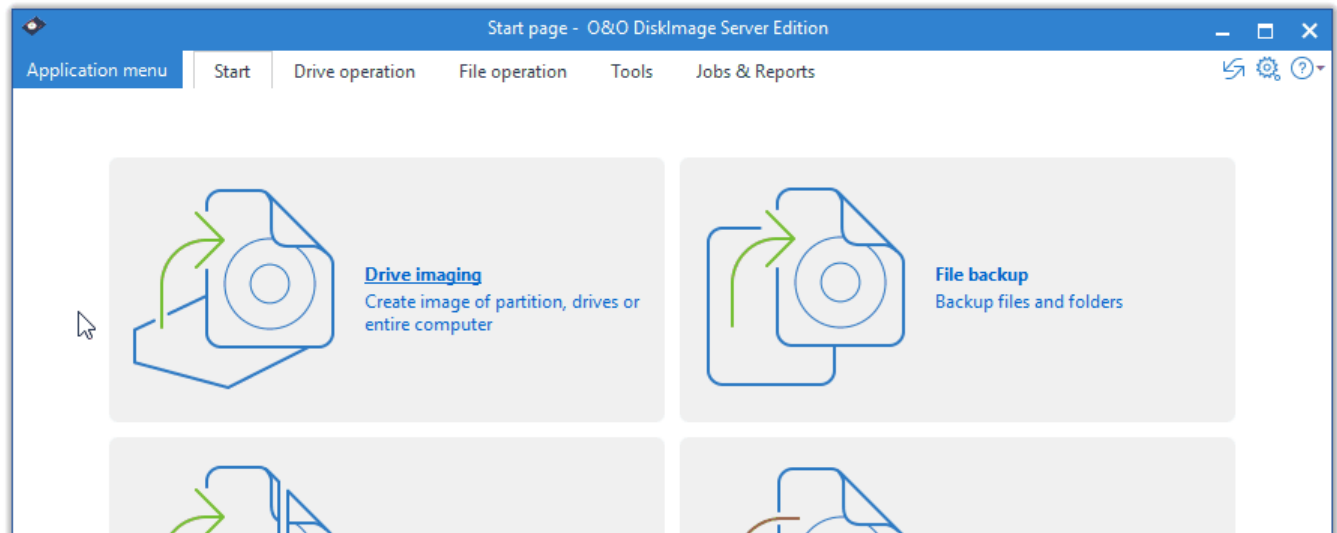 Start page - O&O DiskImage Server Edition
Application menu Start Drive operation File operation Tools Jobs & Reports
Drive imaging
Create image of partition, drives or
entire computer
File backup
Backup files and folders